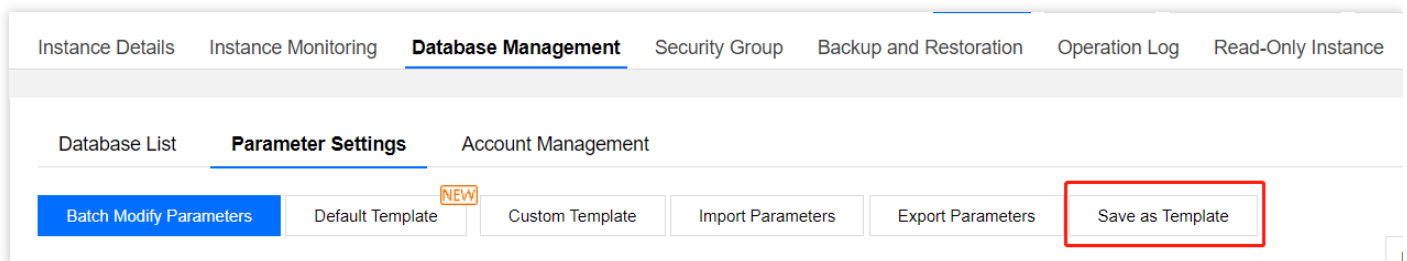 Instance Details Instance Monitoring Database Management Security Group Backup and Restoration Operation Log Read-Only Instance
Database List Parameter Settings Account Management
NEW
Batch Modify Parameters Default Template Custom Template Import Parameters Export Parameters Save as Template